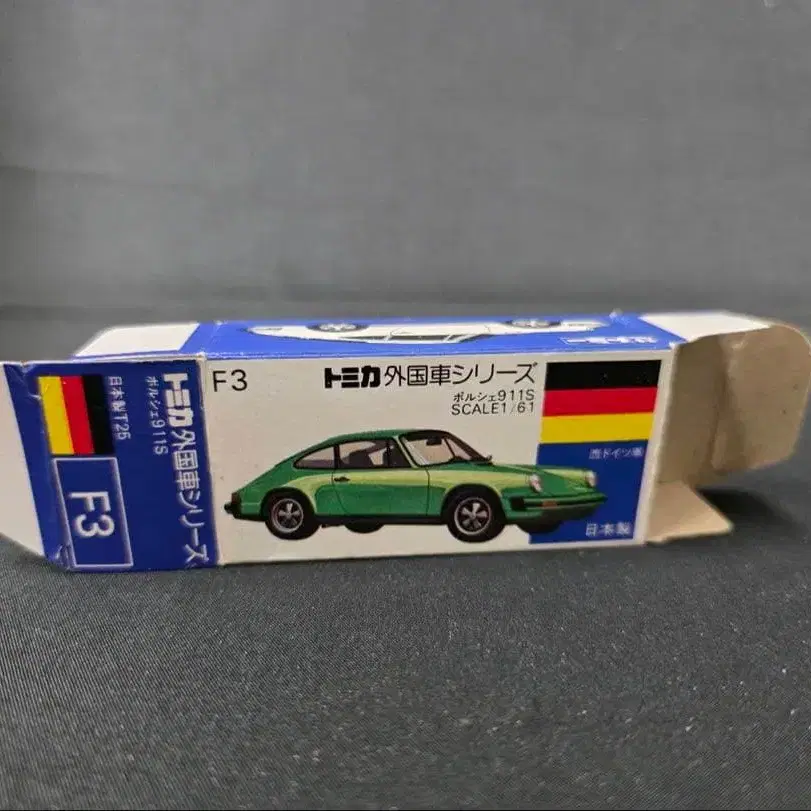 F3
トミカ外国車シリーズ
ポルシェ911S
SCALE1/61
西ドイツ車
日本製
トミカ外国車シリーズ
ポルシェ911S
日本製T25
F3